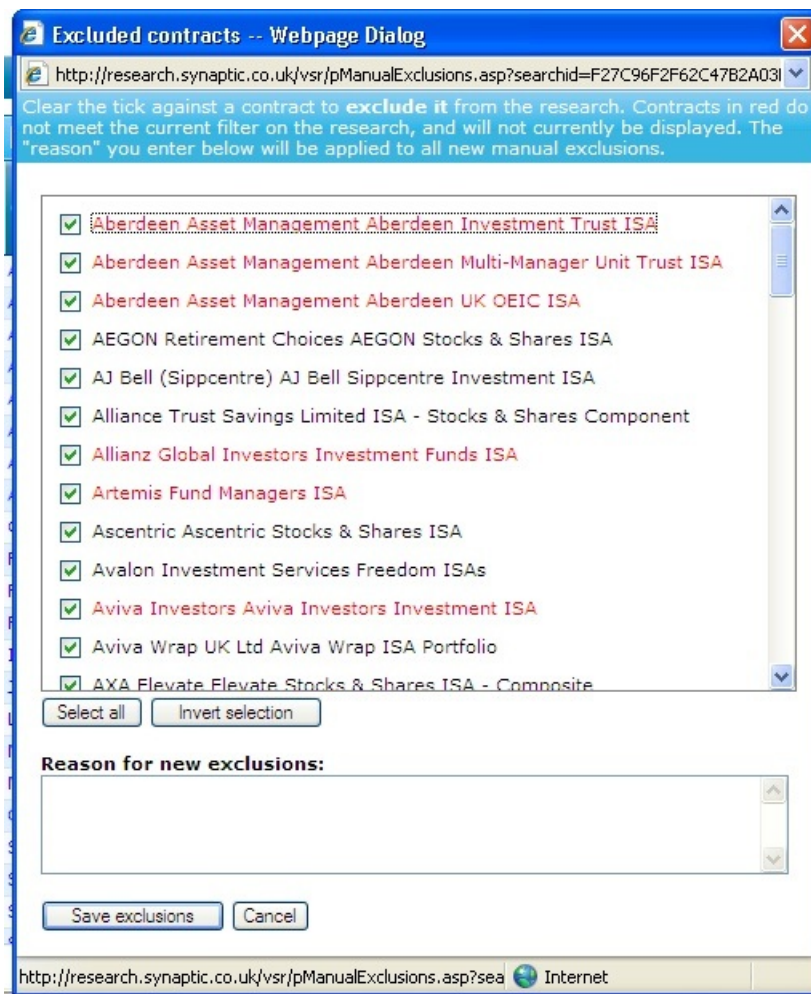 Excluded contracts -- Webpage Dialog
http://research.synaptic.co.uk/vsr/pManualExclusions.asp?searchid=F27C96F2F62C47B2A03
Clear the tick against a contract to exclude it from the research. Contracts in red do
not meet the current filter on the research, and will not currently be displayed. The
"reason" you enter below will be applied to all new manual exclusions.
Aberdeen Asset Management Aberdeen Investment Trust ISA
Aberdeen Asset Management Aberdeen Multi-Manager Unit Trust ISA
Aberdeen Asset Management Aberdeen UK OEIC ISA
AEGON Retirement Choices AEGON Stocks & Shares ISA
AJ Bell (Sippcentre) AJ Bell Sippcentre Investment ISA
Alliance Trust Savings Limited ISA - Stocks & Shares Component
Allianz Global Investors Investment Funds ISA
Artemis Fund Managers ISA
Ascentric Ascentric Stocks & Shares ISA
Avalon Investment Services Freedom ISAs
Aviva Investors Aviva Investors Investment ISA
Aviva Wrap UK Ltd Aviva Wrap ISA Portfolio
AXA Elevate Elevate Stocks & Shares ISA - Composite
Select all Invert selection
Reason for new exclusions:
Save exclusions Cancel
http://research.synaptic.co.uk/vsr/pManualExclusions.asp?sea Internet